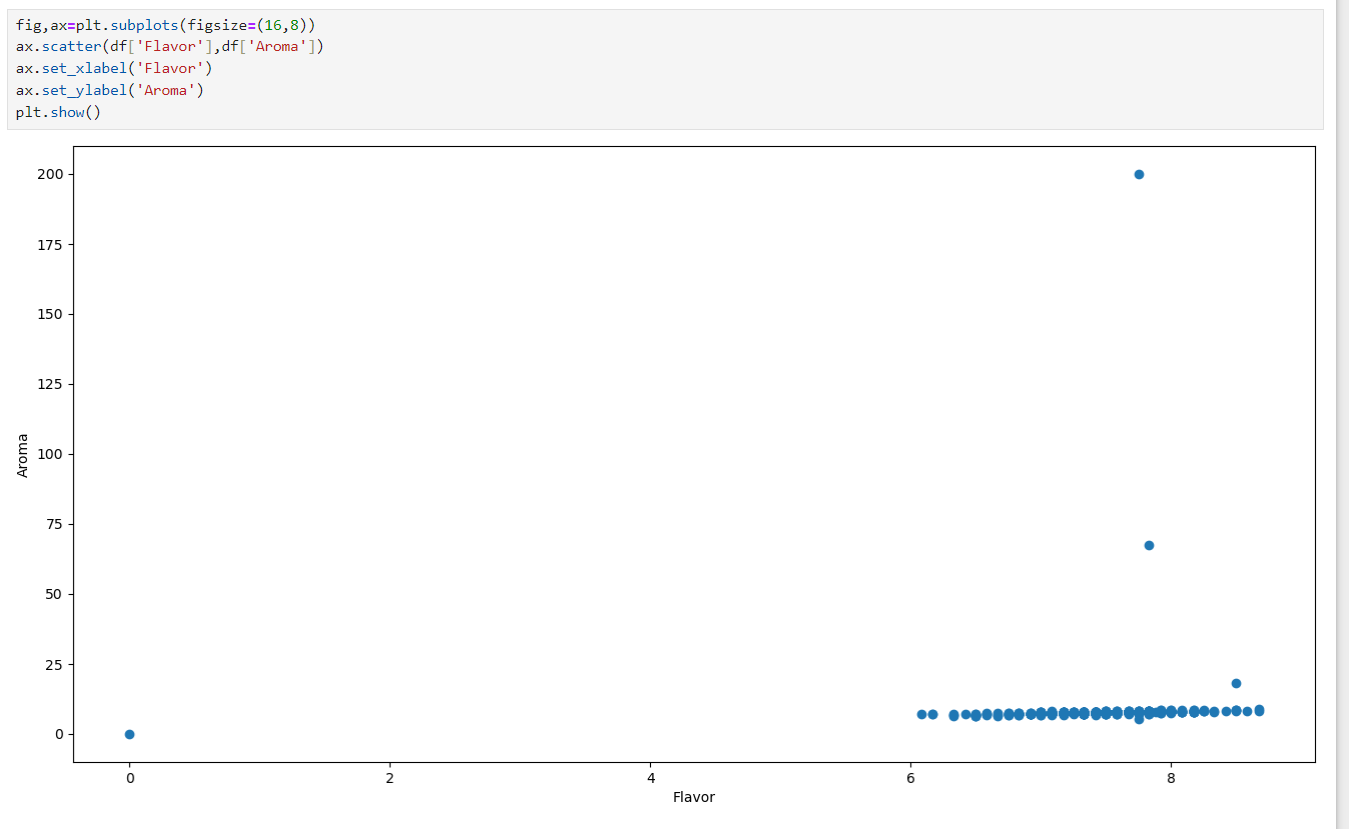 fig,ax=plt.subplots(figsize=(16,8))
ax.scatter(df['Flavor'],df['Aroma'])
ax.set_xlabel('Flavor')
ax.set_ylabel('Aroma')
plt.show()
200
175
150
125
100
75
50
25
0
Aroma
0 2 4 6 8
Flavor